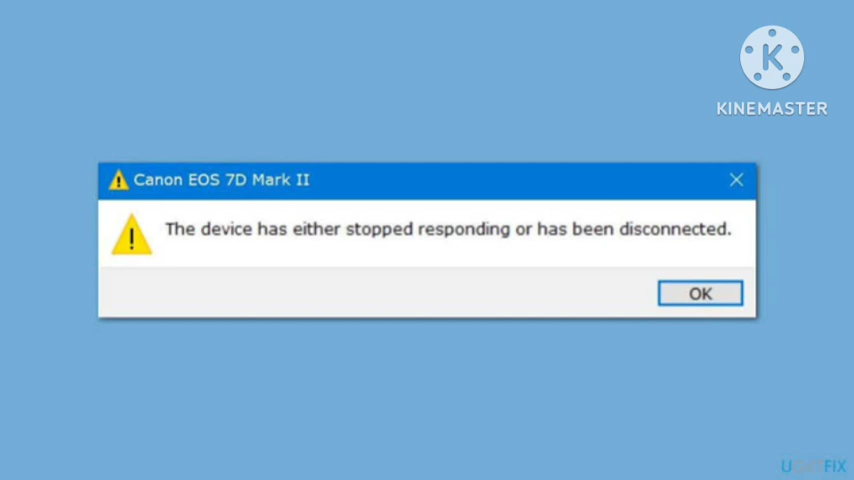 KINEMASTER
Canon EOS 7D Mark II
The device has either stopped responding or has been disconnected.
OK